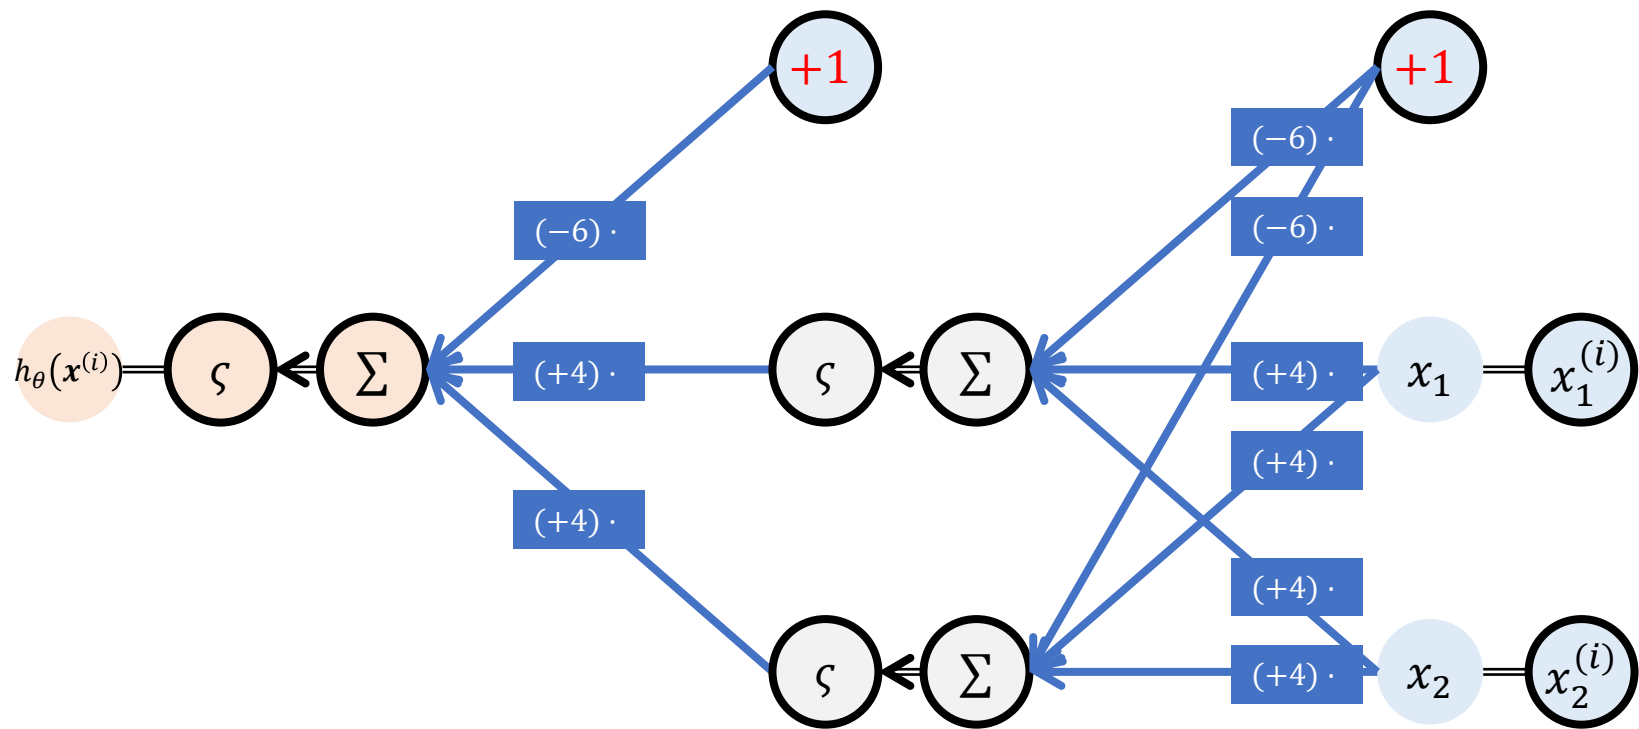 +1
+1
(−6) ·
(−6) ·
(−6) ·
h_θ(x^(i))
ς
∑
(+4) ·
ς
∑
(+4) ·
x_1
x_1^(i)
(+4) ·
(+4) ·
(+4) ·
ς
∑
(+4) ·
x_2
x_2^(i)